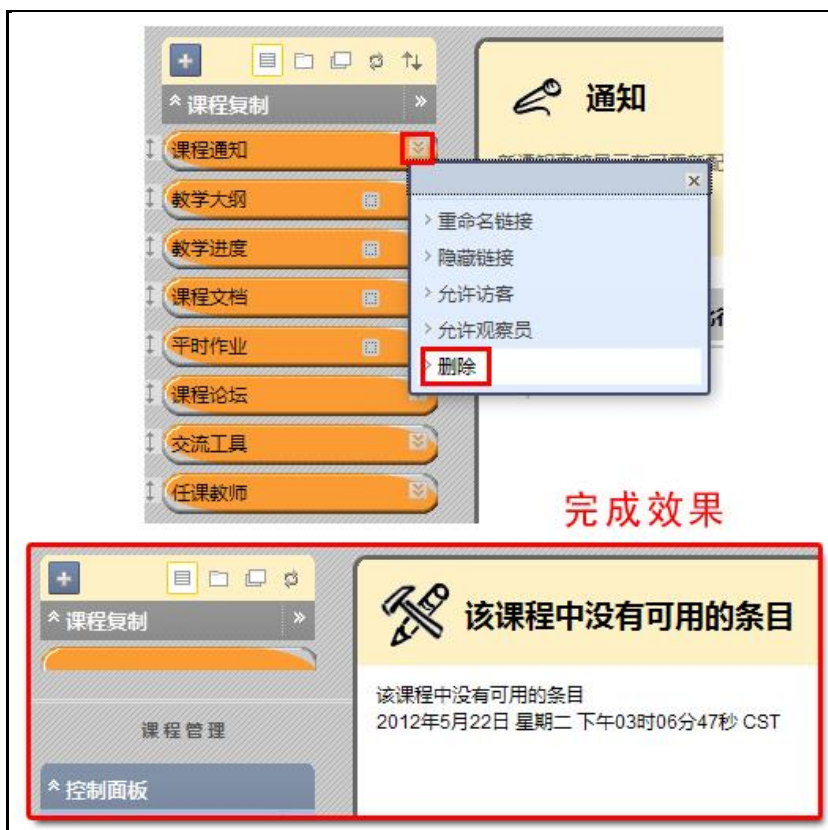 课程复制
通知
课程通知
教学大纲
重命名链接
教学进度
隐藏链接
课程文档
允许访客
平时作业
允许观察员
删除
课程论坛
交流工具
任课教师
完成效果
课程复制
该课程中没有可用的条目
该课程中没有可用的条目
2012年5月22日 星期二 下午03时06分47秒 CST
课程管理
控制面板